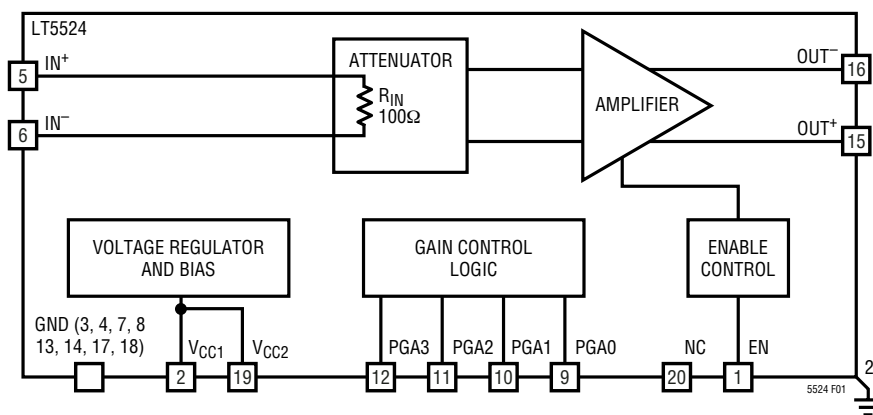 LT5524
5 IN+
6 IN–
ATTENUATOR
RIN
100Ω
AMPLIFIER
OUT– 16
OUT+ 15
VOLTAGE REGULATOR
AND BIAS
GAIN CONTROL
LOGIC
ENABLE
CONTROL
GND (3, 4, 7, 8
13, 14, 17, 18)
VCC1 VCC2 PGA3 PGA2 PGA1 PGA0 NC EN
2 19 12 11 10 9 20 1
5524 F01